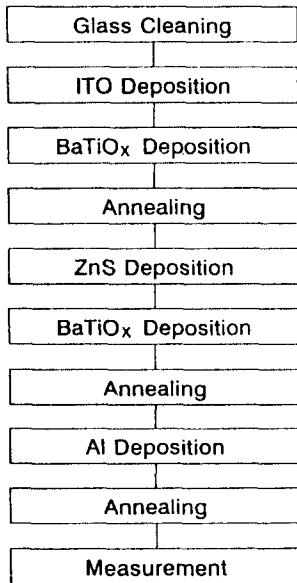 Glass Cleaning
ITO Deposition
BaTiOx Deposition
Annealing
ZnS Deposition
BaTiOx Deposition
Annealing
Al Deposition
Annealing
Measurement